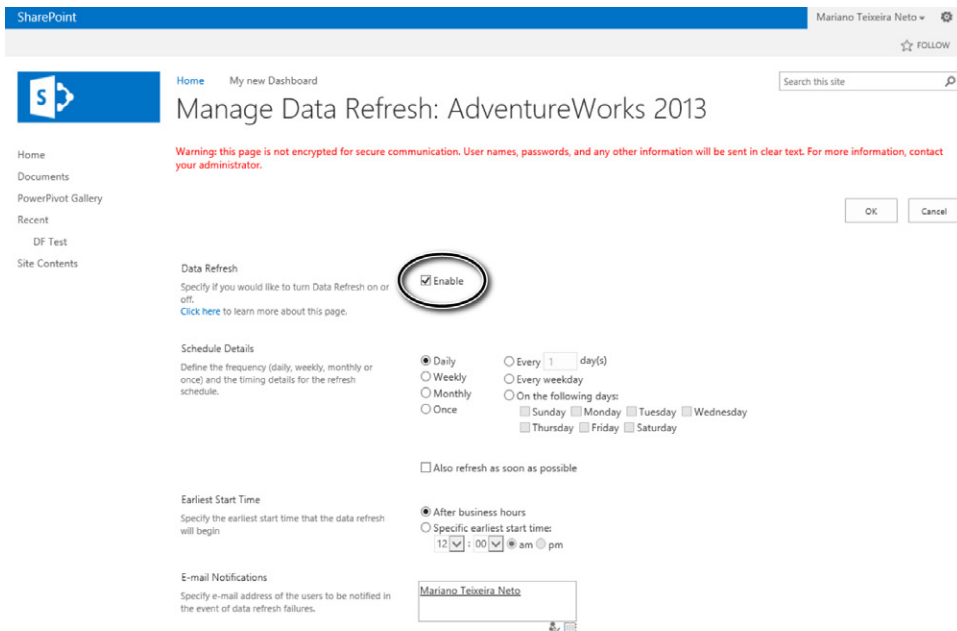 SharePoint
Mariano Teixeira Neto
FOLLOW
S
Home My new Dashboard
Search this site
Manage Data Refresh: AdventureWorks 2013
Warning: this page is not encrypted for secure communication. User names, passwords, and any other information will be sent in clear text. For more information, contact
your administrator.
Home
Documents
PowerPivot Gallery
Recent
DF Test
Site Contents
OK Cancel
Data Refresh
Specify if you would like to turn Data Refresh on or
off.
Click here to learn more about this page.
Enable
Schedule Details
Define the frequency (daily, weekly, monthly or
once) and the timing details for the refresh
schedule.
Daily
Weekly
Monthly
Once
Every 1 day(s)
Every weekday
On the following days:
Sunday Monday Tuesday Wednesday
Thursday Friday Saturday
Also refresh as soon as possible
Earliest Start Time
Specify the earliest start time that the data refresh
will begin
After business hours
Specific earliest start time:
12 : 00 am pm
E-mail Notifications
Specify e-mail address of the users to be notified in
the event of data refresh failures.
Mariano Teixeira Neto